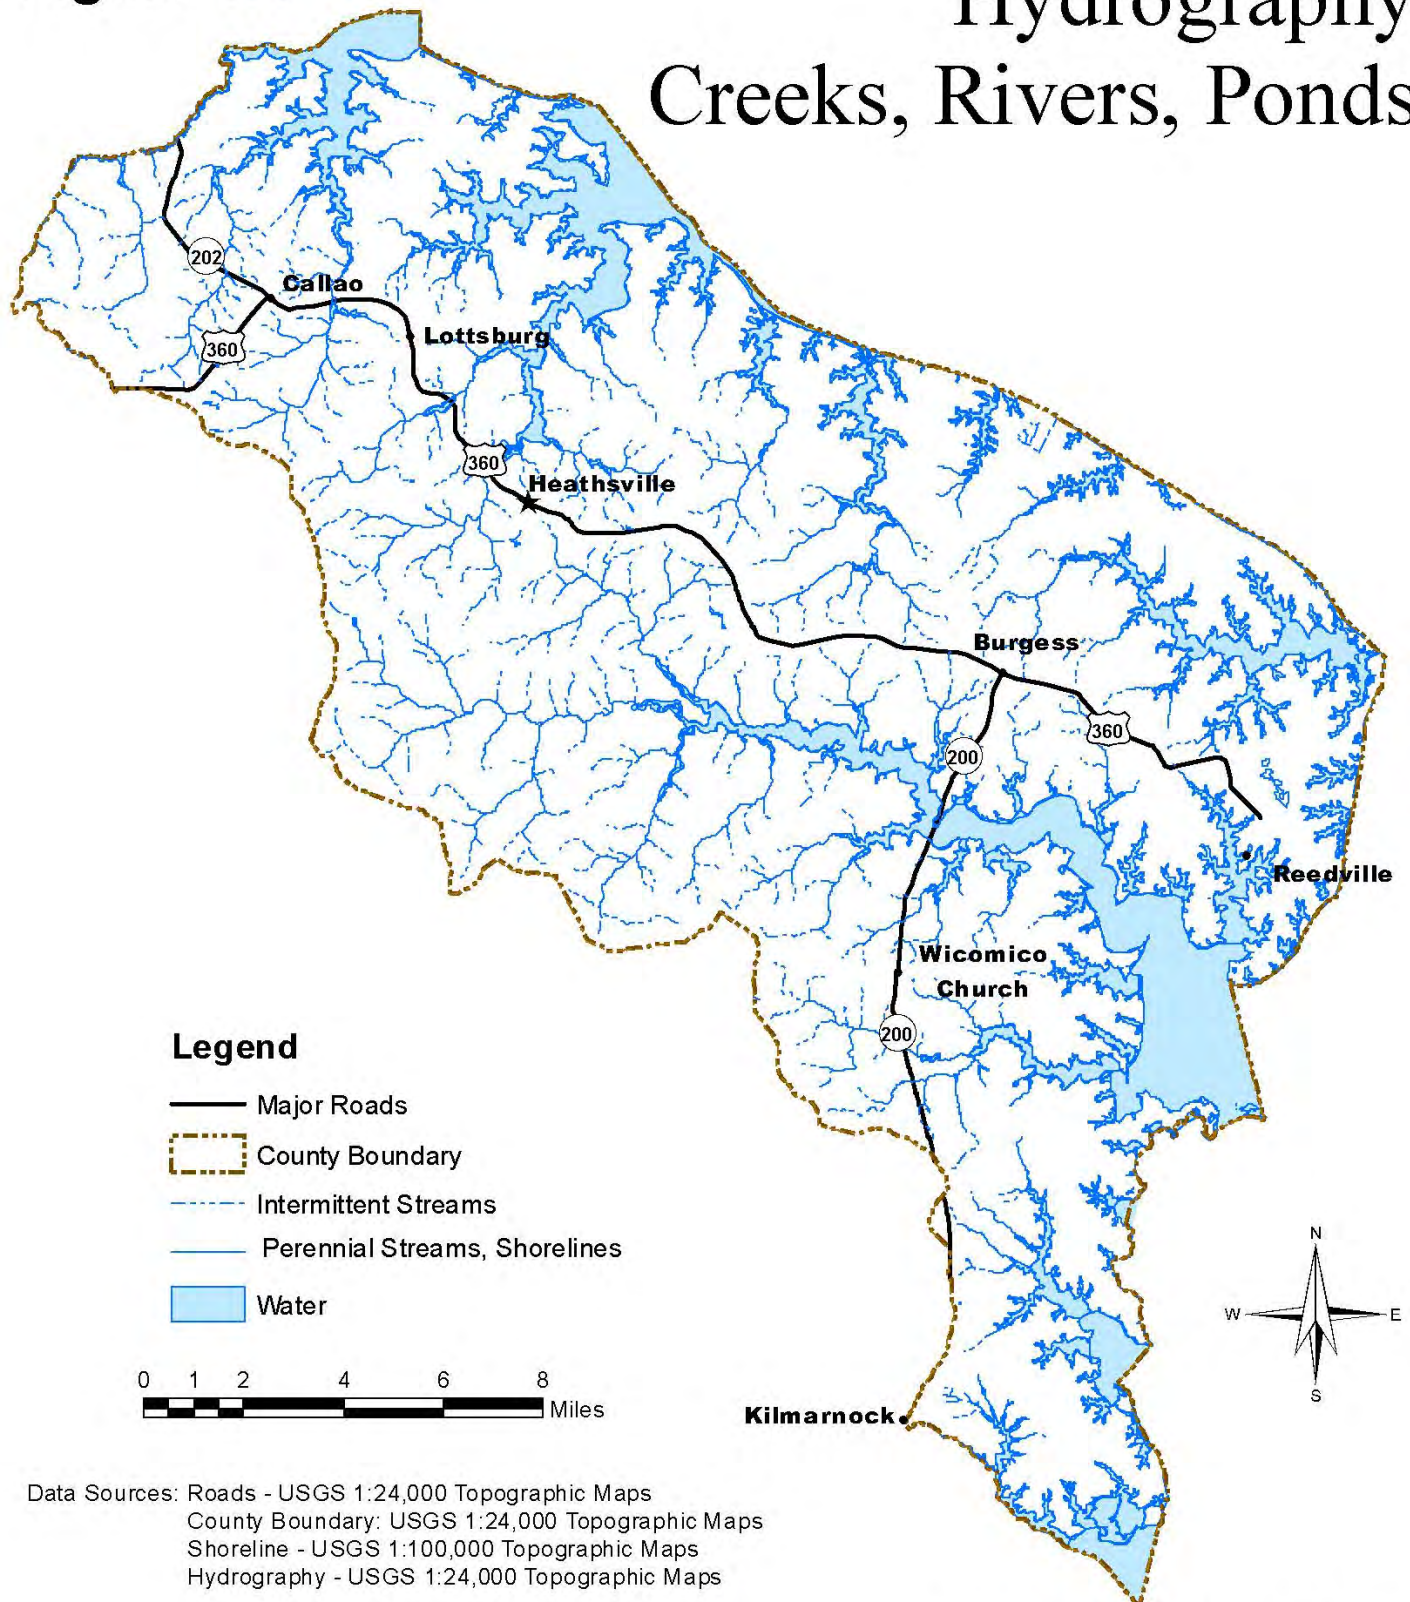 Hydrography
Creeks, Rivers, Ponds
202
Callao
360
Lottsburg
360
Heathsville
Burgess
360
200
Reedville
Wicomico
Church
200
Legend
Major Roads
County Boundary
Intermittent Streams
Perennial Streams, Shorelines
Water
N
W
E
S
0 1 2 4 6 8
Miles
Kilmarnock
Data Sources: Roads - USGS 1:24,000 Topographic Maps
County Boundary: USGS 1:24,000 Topographic Maps
Shoreline - USGS 1:100,000 Topographic Maps
Hydrography - USGS 1:24,000 Topographic Maps